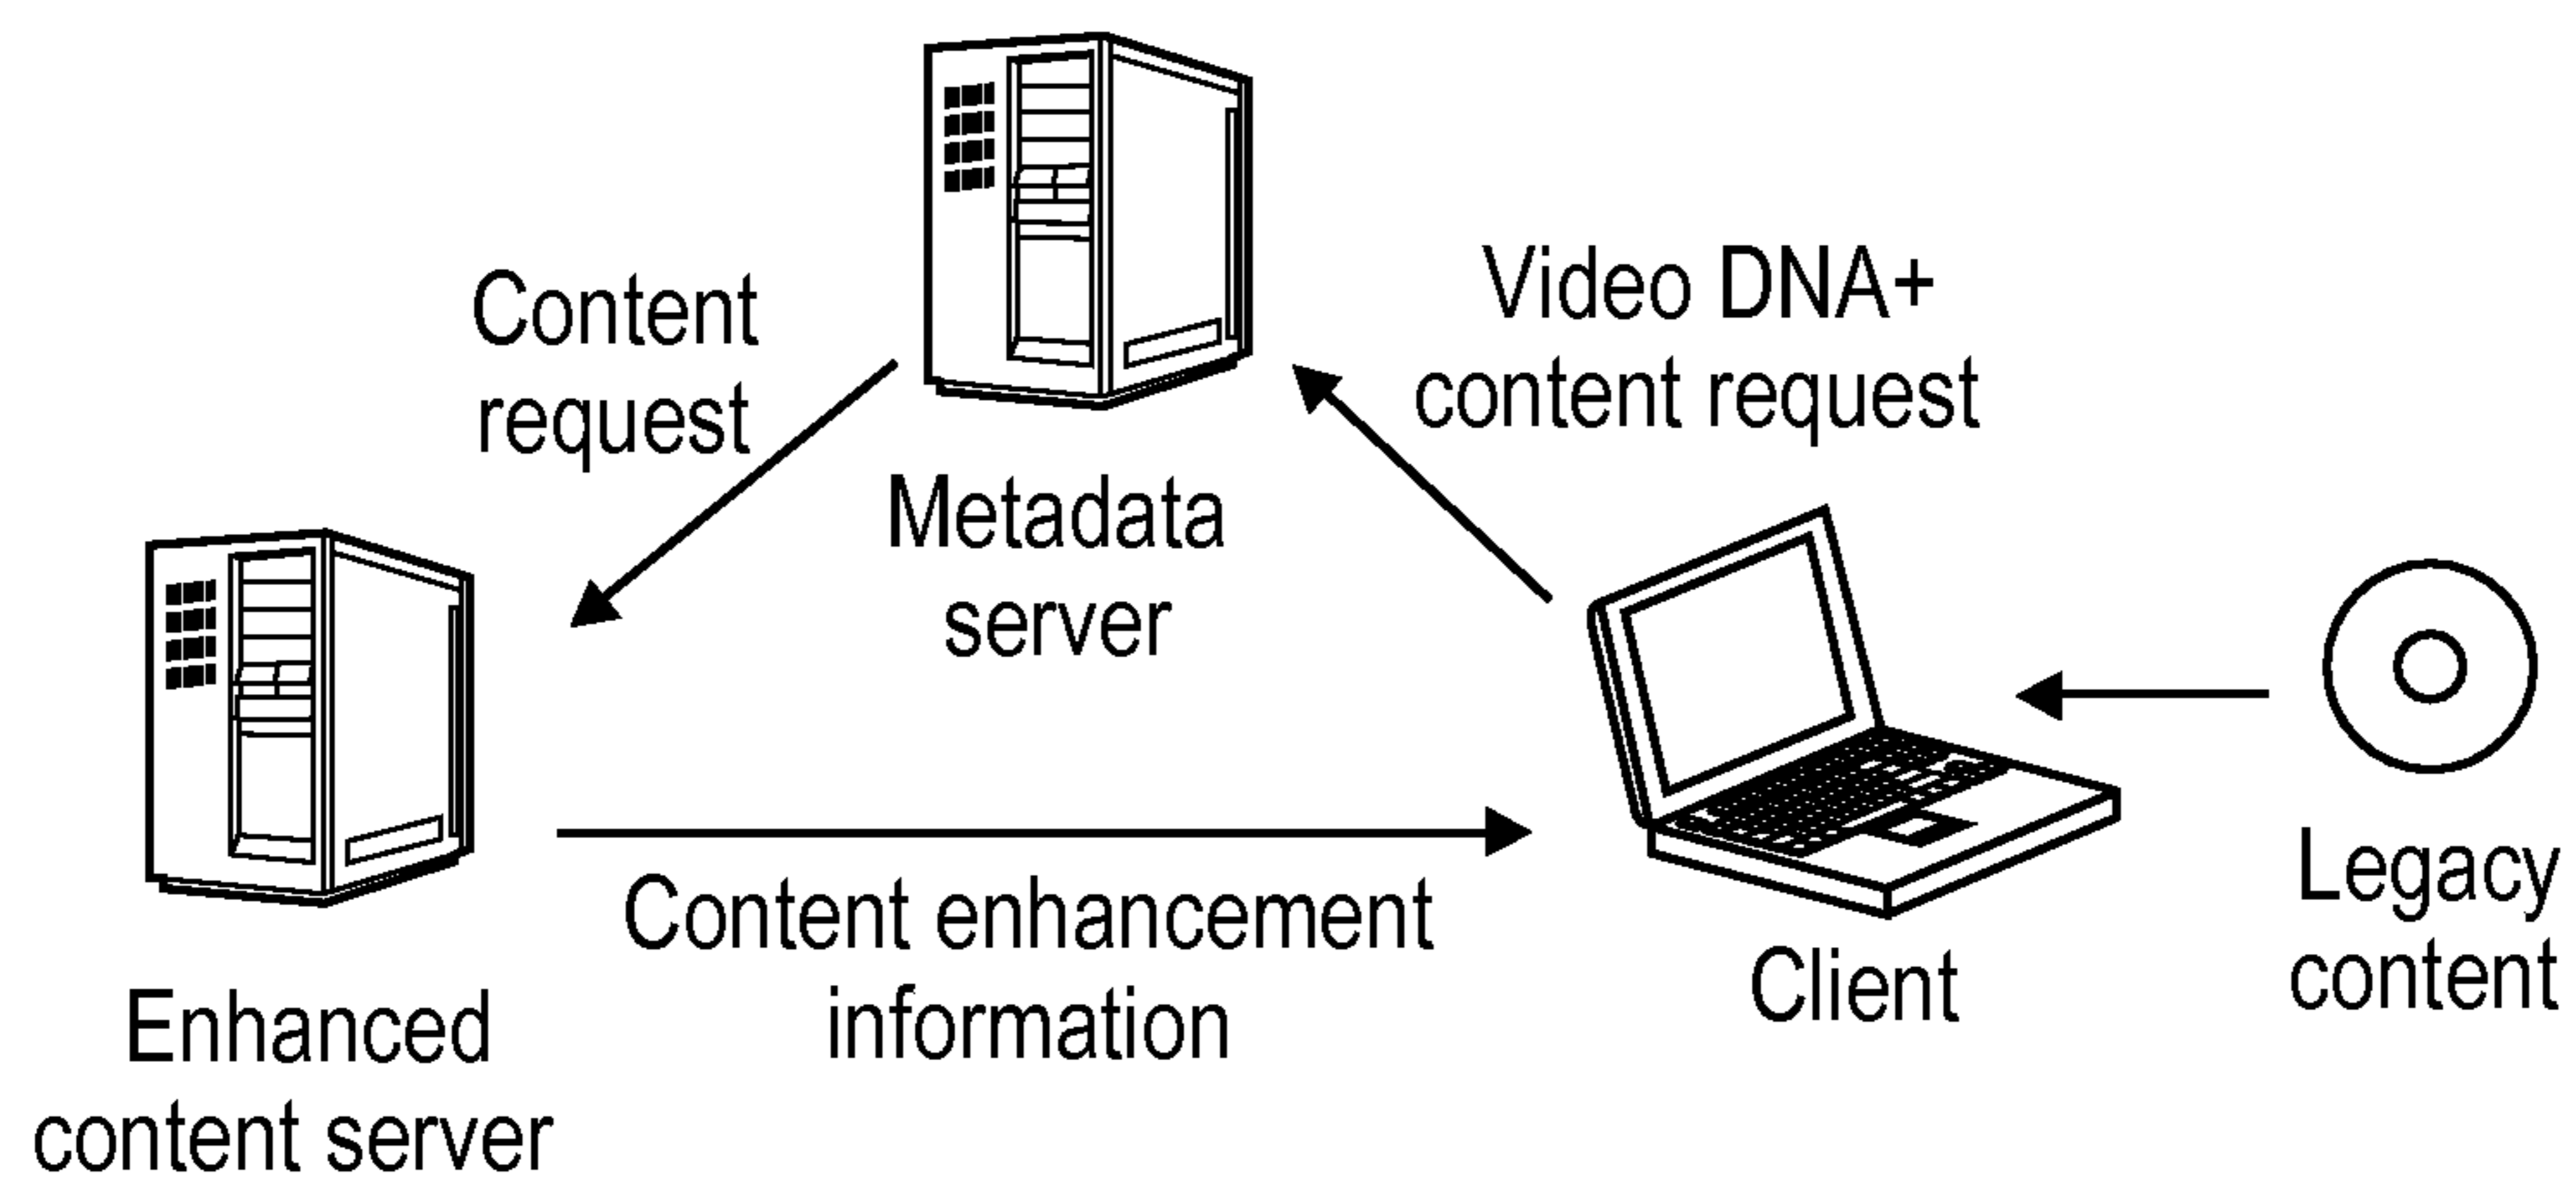 Content
request
Video DNA+
content request
Metadata
server
Content enhancement
information
Enhanced
content server
Client
Legacy
content